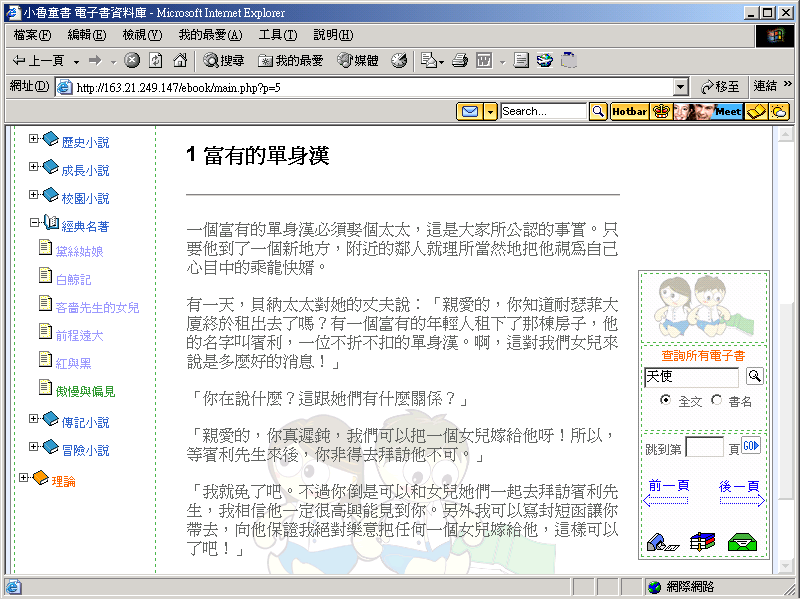 小魯童書 電子書資料庫 - Microsoft Internet Explorer
檔案(F) 編輯(E) 檢視(V) 我的最愛(A) 工具(T) 說明(H)
上一頁 搜尋 我的最愛 媒體
網址(D) http://163.21.249.147/ebook/main.php?p=5 移至 連結 »
Search... Hotbar Meet
歷史小說
成長小說
校園小說
經典名著
黛絲姑娘
白鯨記
客嗇先生的女兒
前程遠大
紅與黑
傲慢與偏見
傳記小說
冒險小說
理論
1 富有的單身漢
一個富有的單身漢必須娶個太太，這是大家所公認的事實。只
要他到了一個新地方，附近的鄰人就理所當然地把他視為自己
心目中的乘龍快婿。
有一天，貝納太太對她的丈夫說：「親愛的，你知道耐瑟菲大
廈終於租出去了嗎？有一個富有的年輕人租下了那棟房子，他
的名字叫賓利，一位不折不扣的單身漢。啊，這對我們女兒來
說是多麼好的消息！」
「你在說什麼？這跟她們有什麼關係？」
「親愛的，你真遲鈍，我們可以把一個女兒嫁給他呀！所以，
等賓利先生來後，你非得去拜訪他不可。」
「我就免了吧。不過你倒是可以和女兒她們一起去拜訪賓利先
生，我相信他一定很高興能見到你。另外我可以寫封短函讓你
帶去，向他保證我絕對樂意把任何一個女兒嫁給他，這樣可以
了吧！」
查詢所有電子書
天使
全文 書名
跳到第 頁 GO
前一頁 後一頁
網際網路